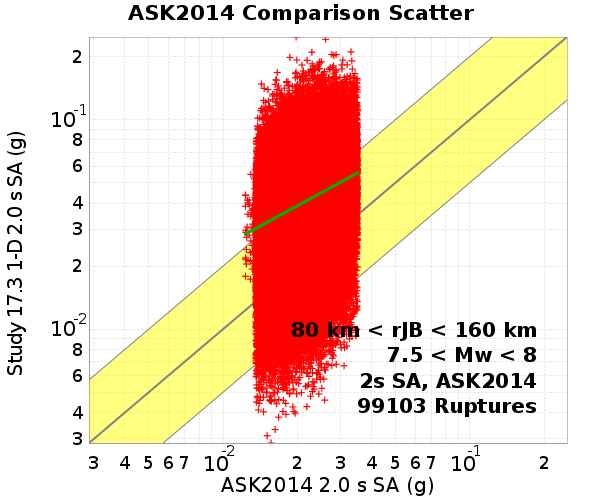 ASK2014 Comparison Scatter
Study 17.3 1-D 2.0 s SA (g)
2
10⁻¹
8
6
4
3
2
10⁻²
8
6
4
3
80 km < rJB < 160 km
7.5 < Mw < 8
2s SA, ASK2014
99103 Ruptures
3 4 5 6 7 10⁻² 2 3 4 5 6 7 10⁻¹ 2
ASK2014 2.0 s SA (g)